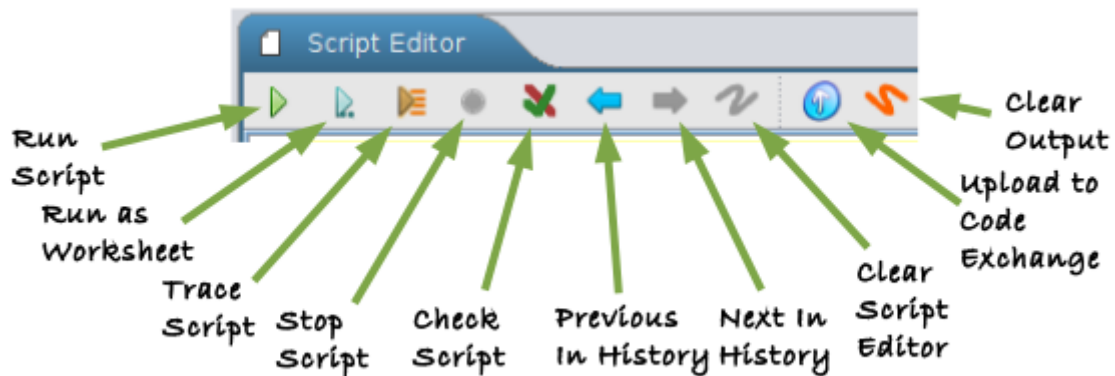 Script Editor
Run
Script
Run as
Worksheet
Trace
Script
Stop
Script
Check
Script
Previous
In History
Next In
History
Clear
Script
Editor
Upload to
Code
Exchange
Clear
Output